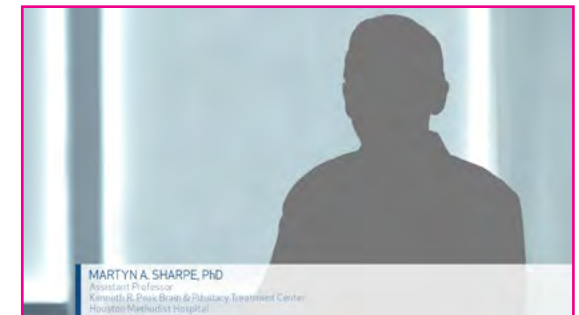 MARTYN A. SHARPE, PhD
Assistant Professor
Kenneth R. Peak Brain & Pituitary Treatment Center
Houston Methodist Hospital